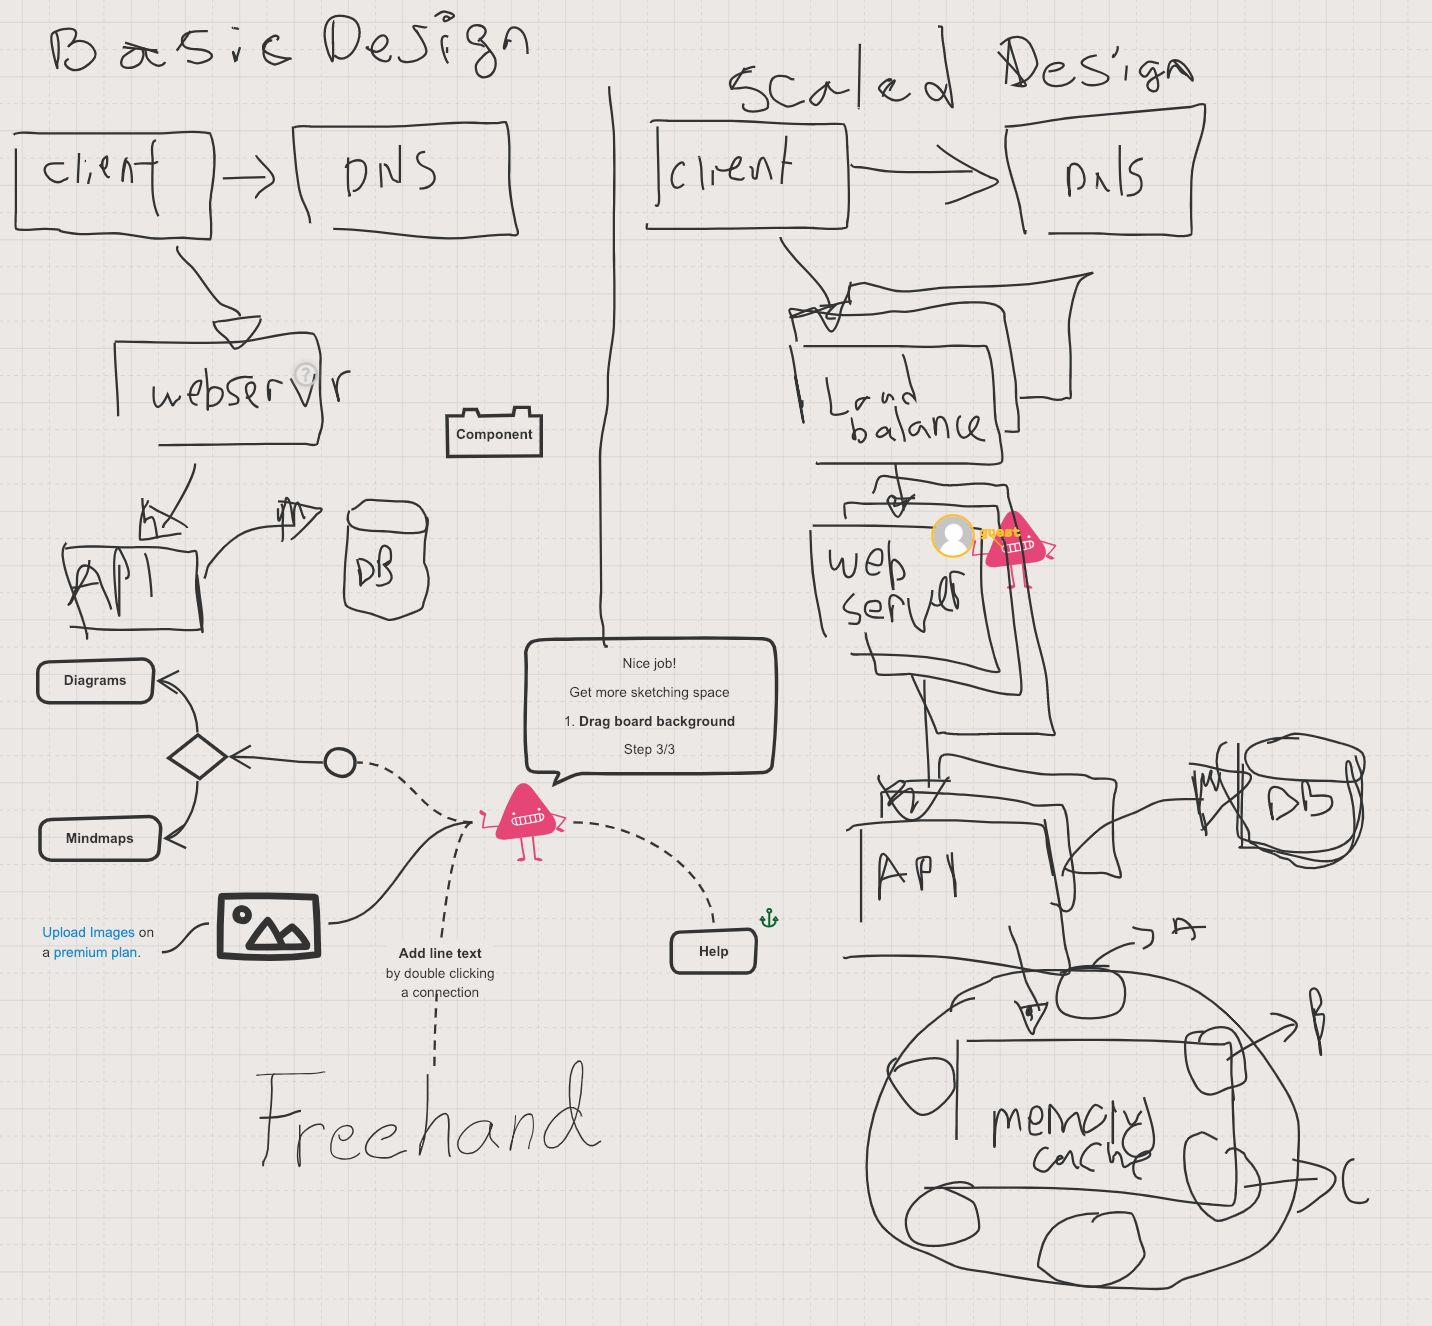 Basic Design
client
DNS
webservr
Component
API
DB
Diagrams
Mindmaps
Nice job!
Get more sketching space
1. Drag board background
Step 3/3
Upload Images on
a premium plan.
Add line text
by double clicking
a connection
Help
Freehand
Scaled Design
client
DNS
Load
balance
guest
web
server
API
DB
A
B
memory
cache
C